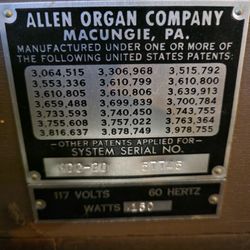 ALLEN ORGAN COMPANY
MACUNGIE, PA.
MANUFACTURED UNDER ONE OR MORE OF
THE FOLLOWING UNITED STATES PATENTS:
3,064,515 3,306,968 3,515,792
3,553,336 3,610,799 3,610,800
3,610,805 3,610,806 3,639,913
3,659,488 3,699,839 3,700,784
3,733,593 3,740,450 3,755,608
3,755,608 3,757,022 3,763,364
3,816,637 3,878,749 3,978,755
OTHER PATENTS APPLIED FOR
SYSTEM SERIAL NO.
117 VOLTS 60 HERTZ
WATTS 150